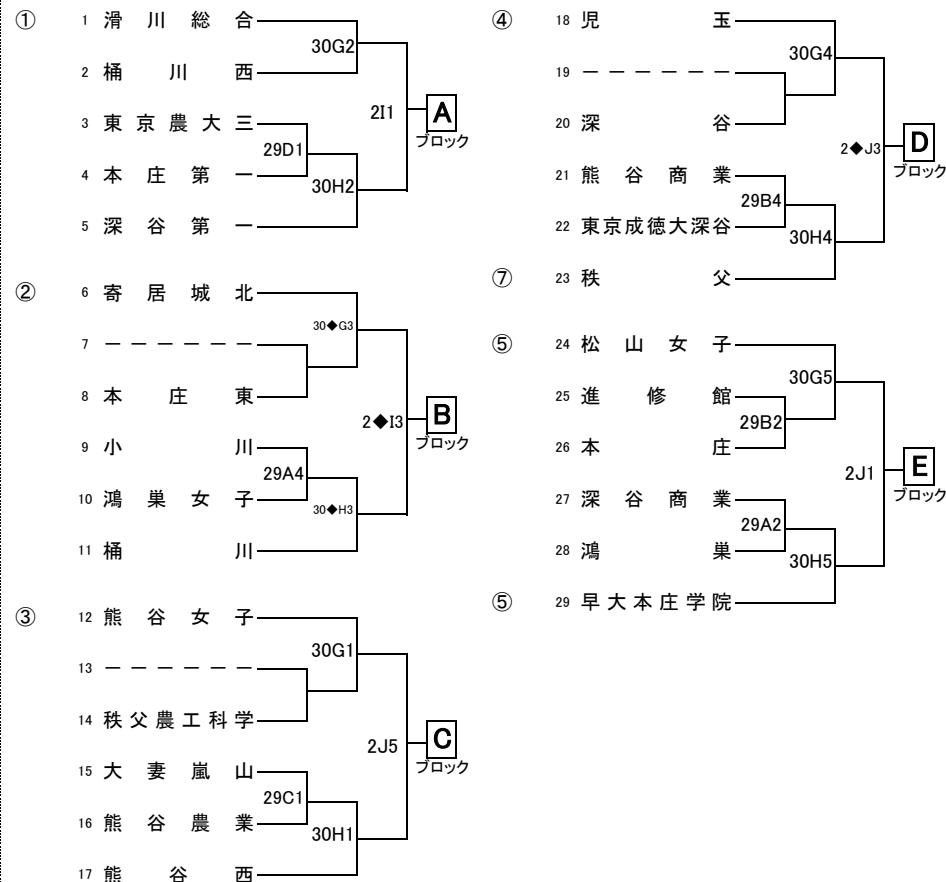 ① 1 滑川総合
30G2
2 桶川西
2I1 A
ブロック
3 東京農大三
29D1
4 本庄第一
30H2
5 深谷第一
② 6 寄居城北
30◆G3
7 ーーーーーー
8 本庄東
2◆I3 B
ブロック
9 小川
29A4
10 鴻巣女子
30◆H3
11 桶川
③ 12 熊谷女子
30G1
13 ーーーーーー
14 秩父農工科学
2J5 C
ブロック
15 大妻嵐山
29C1
16 熊谷農業
30H1
17 熊谷西
④ 18 児玉
30G4
19 ーーーーーー
20 深谷
2◆J3 D
ブロック
21 熊谷商業
29B4
22 東京成徳大深谷
30H4
⑦ 23 秩父
⑤ 24 松山女子
30G5
25 進修館
29B2
26 本庄
2J1 E
ブロック
27 深谷商業
29A2
28 鴻巣
30H5
⑤ 29 早大本庄学院